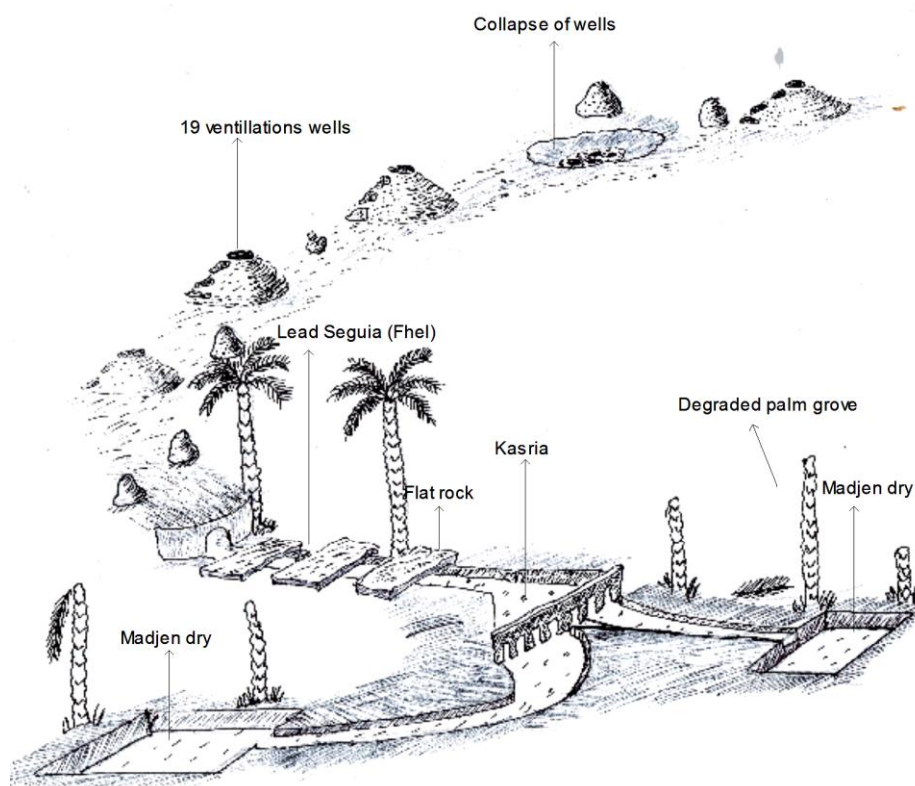 Collapse of wells
19 ventillations wells
Lead Seguia (Fhel)
Degraded palm grove
Kasria
Flat rock
Madjen dry
Madjen dry